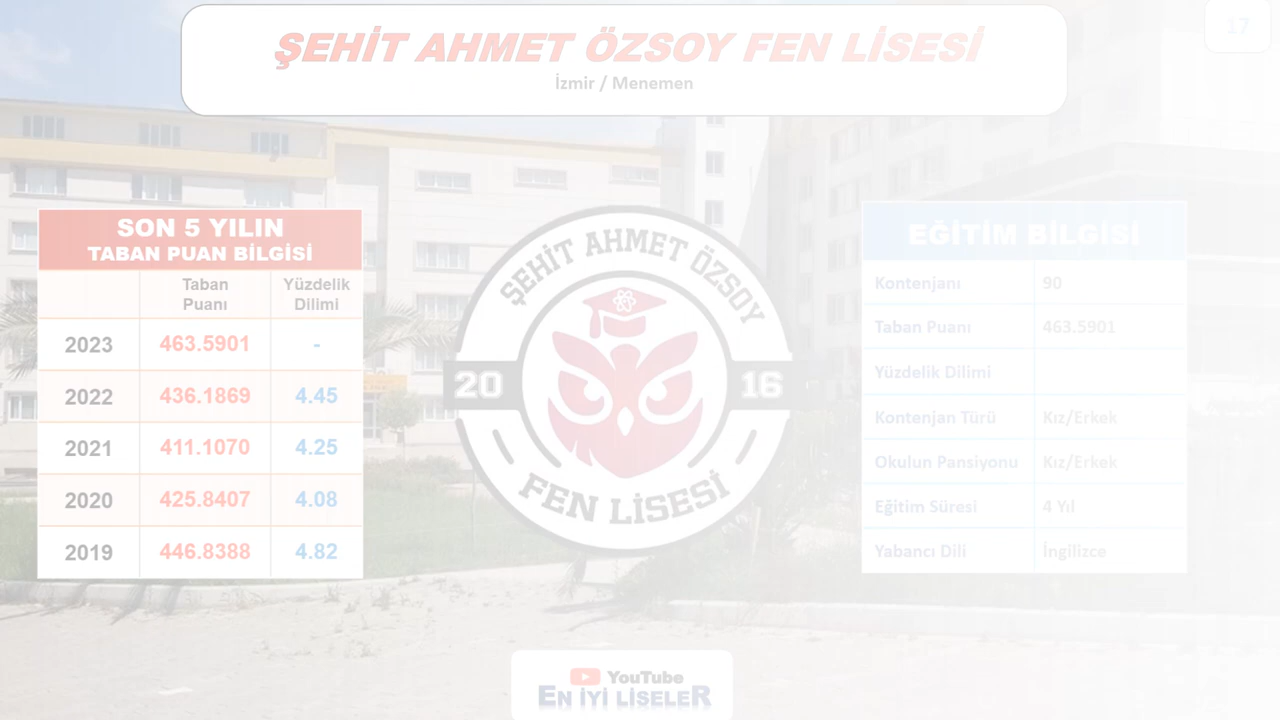 ŞEHİT AHMET ÖZSOY FEN LİSESİ
İzmir / Menemen
17
SON 5 YILIN
TABAN PUAN BİLGİSİ
Taban Puanı
Yüzdelik Dilimi
2023 463.5901 -
2022 436.1869 4.45
2021 411.1070 4.25
2020 425.8407 4.08
2019 446.8388 4.82
ŞEHİT AHMET ÖZSOY
20 16
FEN LİSESİ
EĞİTİM BİLGİSİ
Kontenjanı 90
Taban Puanı 463.5901
Yüzdelik Dilimi
Kontenjan Türü Kız/Erkek
Okulun Pansiyonu Kız/Erkek
Eğitim Süresi 4 Yıl
Yabancı Dili İngilizce
YouTube
EN İYİ LİSELER